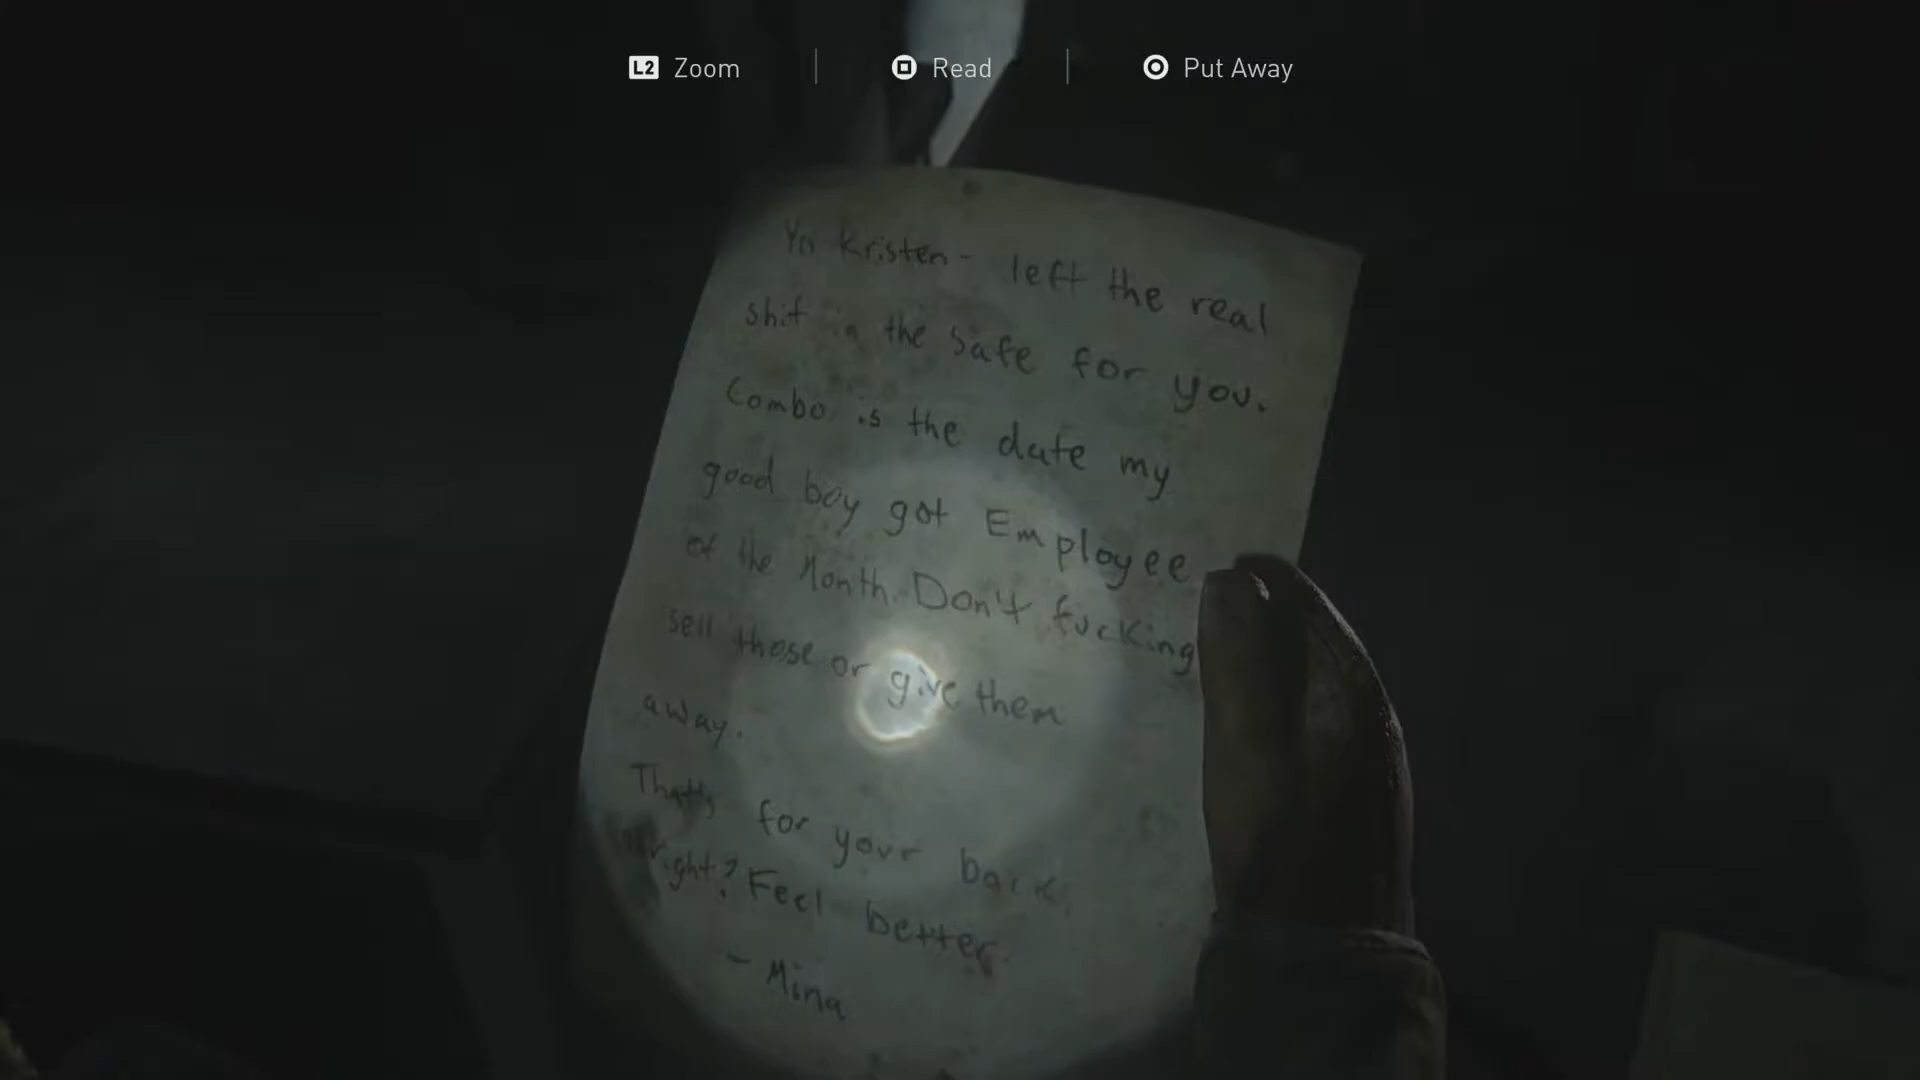 L2 Zoom | Read | Put Away
Yo Kristen - left the real
shit in the safe for you.
Combo is the date my
good boy got Employee
of the Month. Don't fucking
sell those or give them
away.
That's for your back
right? Feel better.
- Mina